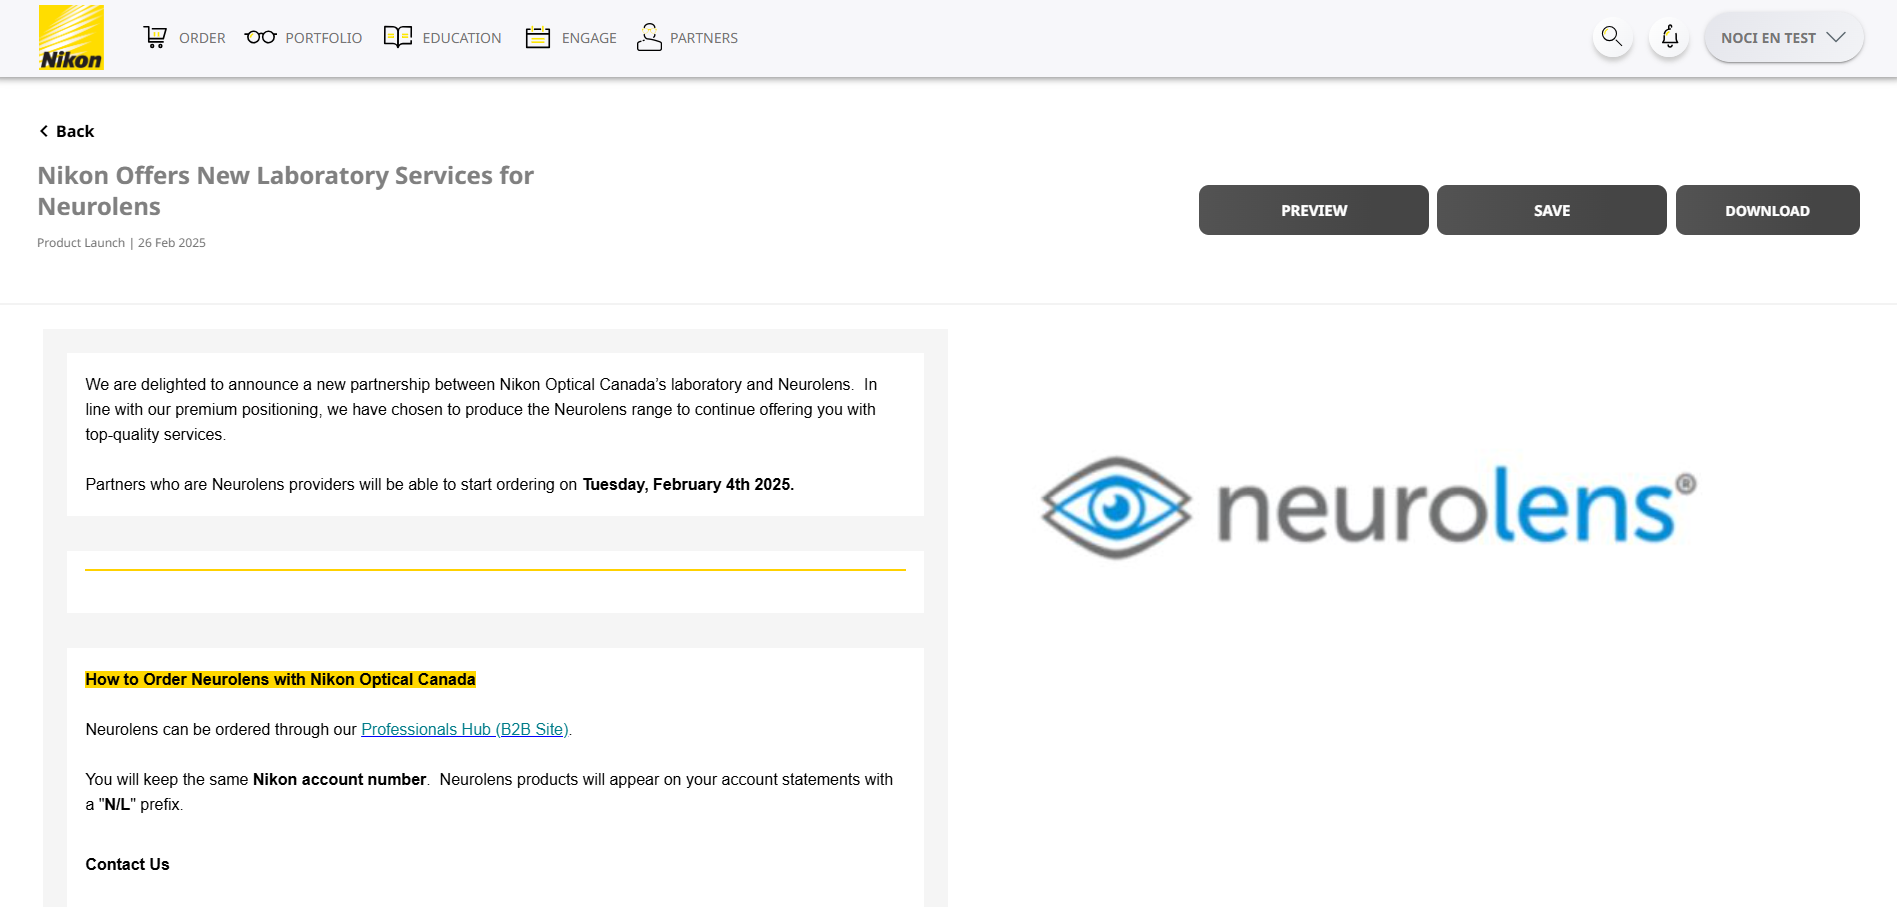 Nikon
ORDER
PORTFOLIO
EDUCATION
ENGAGE
PARTNERS
NOCI EN TEST
Back
Nikon Offers New Laboratory Services for
Neurolens
Product Launch | 26 Feb 2025
PREVIEW
SAVE
DOWNLOAD
We are delighted to announce a new partnership between Nikon Optical Canada’s laboratory and Neurolens.  In
line with our premium positioning, we have chosen to produce the Neurolens range to continue offering you with
top-quality services.
Partners who are Neurolens providers will be able to start ordering on Tuesday, February 4th 2025.
neurolens®
How to Order Neurolens with Nikon Optical Canada
Neurolens can be ordered through our Professionals Hub (B2B Site).
You will keep the same Nikon account number.  Neurolens products will appear on your account statements with
a "N/L" prefix.
Contact Us